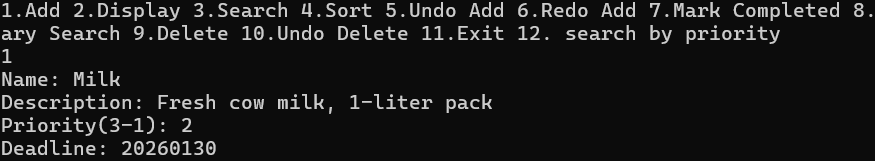 1.Add 2.Display 3.Search 4.Sort 5.Undo Add 6.Redo Add 7.Mark Completed 8.
ary Search 9.Delete 10.Undo Delete 11.Exit 12. search by priority
1
Name: Milk
Description: Fresh cow milk, 1-liter pack
Priority(3-1): 2
Deadline: 20260130